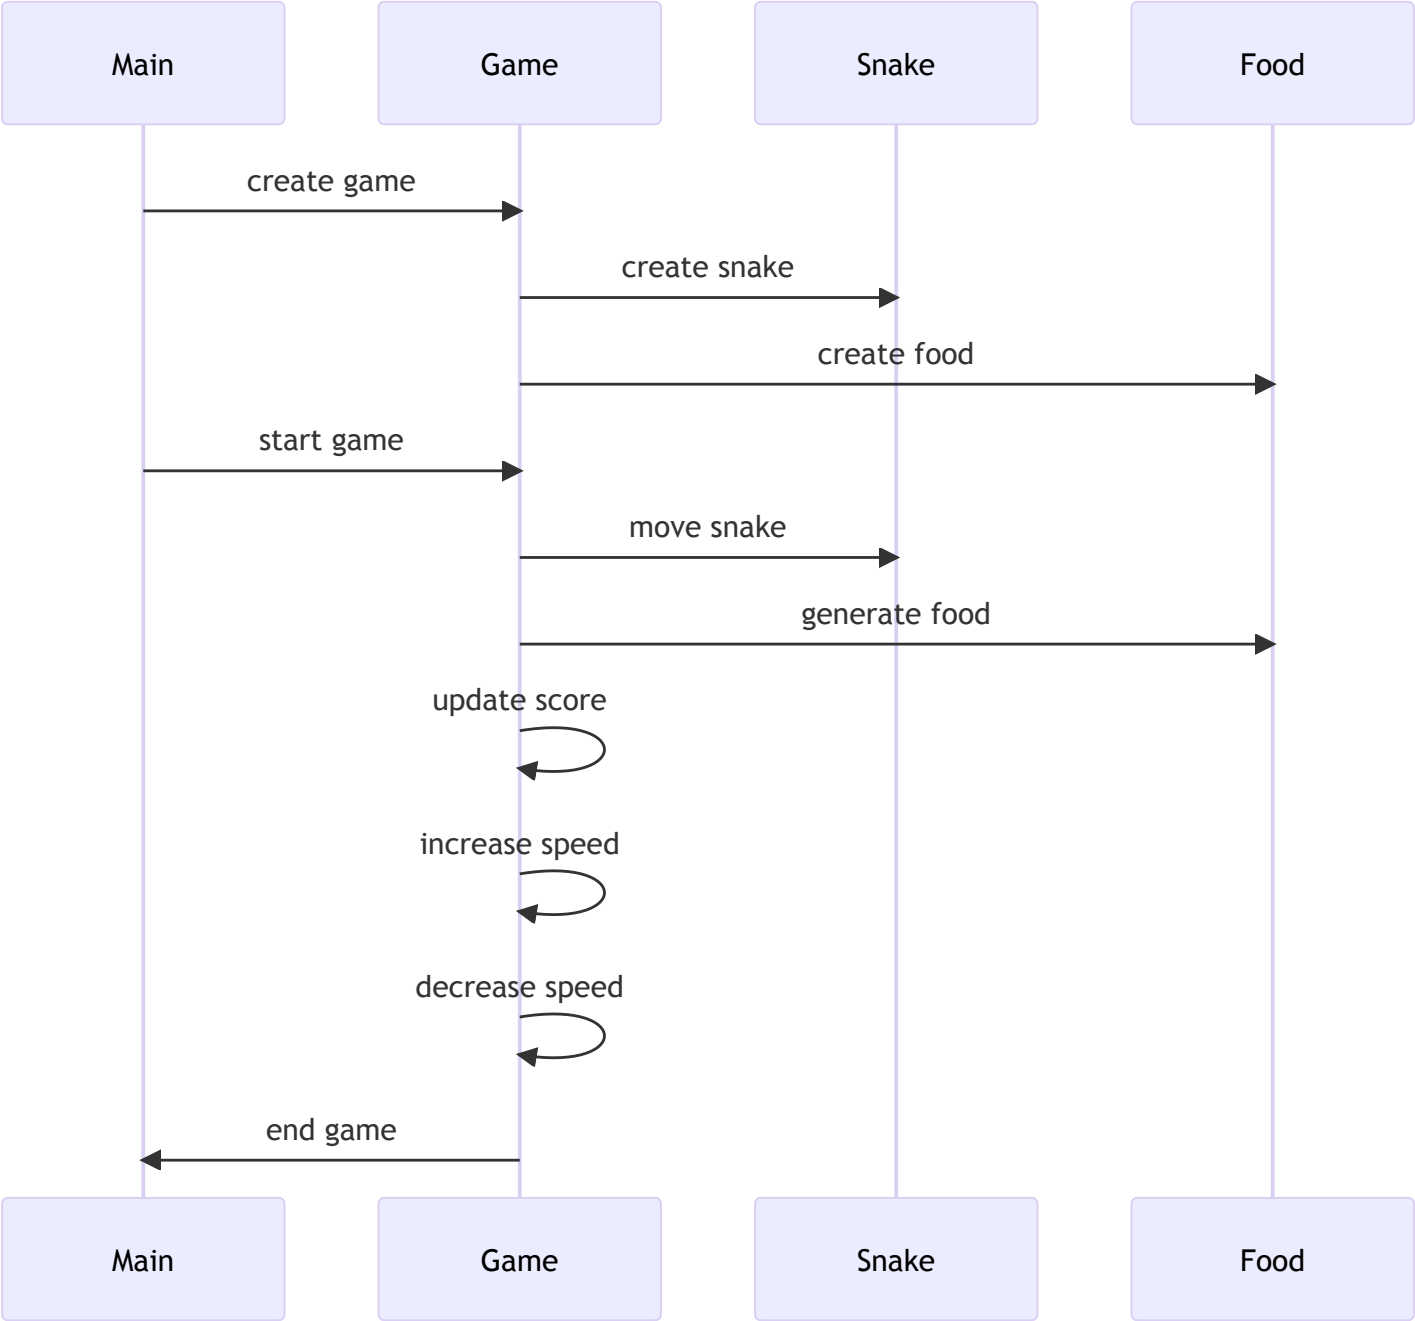 Main
Game
Snake
Food
create game
create snake
create food
start game
move snake
generate food
update score
increase speed
decrease speed
end game
Main
Game
Snake
Food